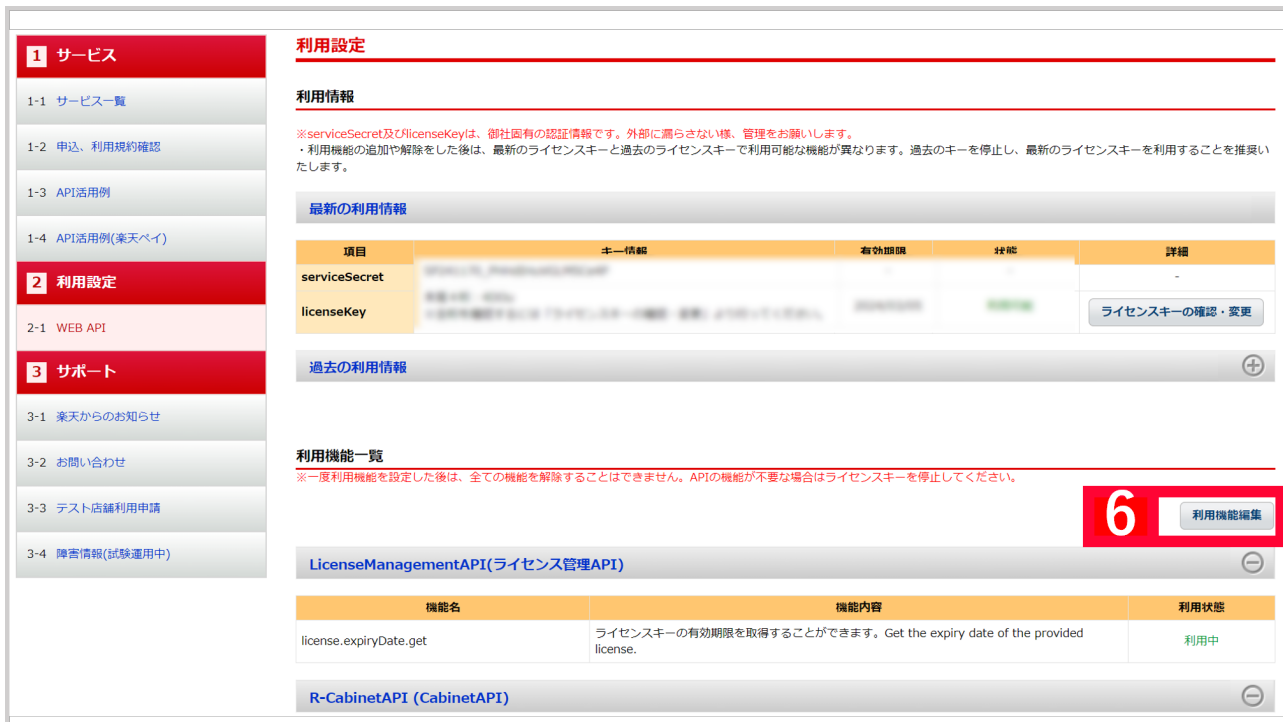 1 サービス
1-1 サービス一覧
1-2 申込、利用規約確認
1-3 API活用例
1-4 API活用例(楽天ペイ)
2 利用設定
2-1 WEB API
3 サポート
3-1 楽天からのお知らせ
3-2 お問い合わせ
3-3 テスト店舗利用申請
3-4 障害情報(試験運用中)
利用設定
利用情報
※serviceSecret及びlicenseKeyは、御社固有の認証情報です。外部に漏らさない様、管理をお願いします。
・利用機能の追加や解除をした後は、最新のライセンスキーと過去のライセンスキーで利用可能な機能が異なります。過去のキーを停止し、最新のライセンスキーを利用することを推奨い
たします。
最新の利用情報
項目 キー情報 有効期限 状態 詳細
serviceSecret -
licenseKey ライセンスキーの確認・変更
過去の利用情報
利用機能一覧
※一度利用機能を設定した後は、全ての機能を解除することはできません。APIの機能が不要な場合はライセンスキーを停止してください。
6 利用機能編集
LicenseManagementAPI(ライセンス管理API)
機能名 機能内容 利用状態
license.expiryDate.get ライセンスキーの有効期限を取得することができます。Get the expiry date of the provided
license. 利用中
R-CabinetAPI (CabinetAPI)